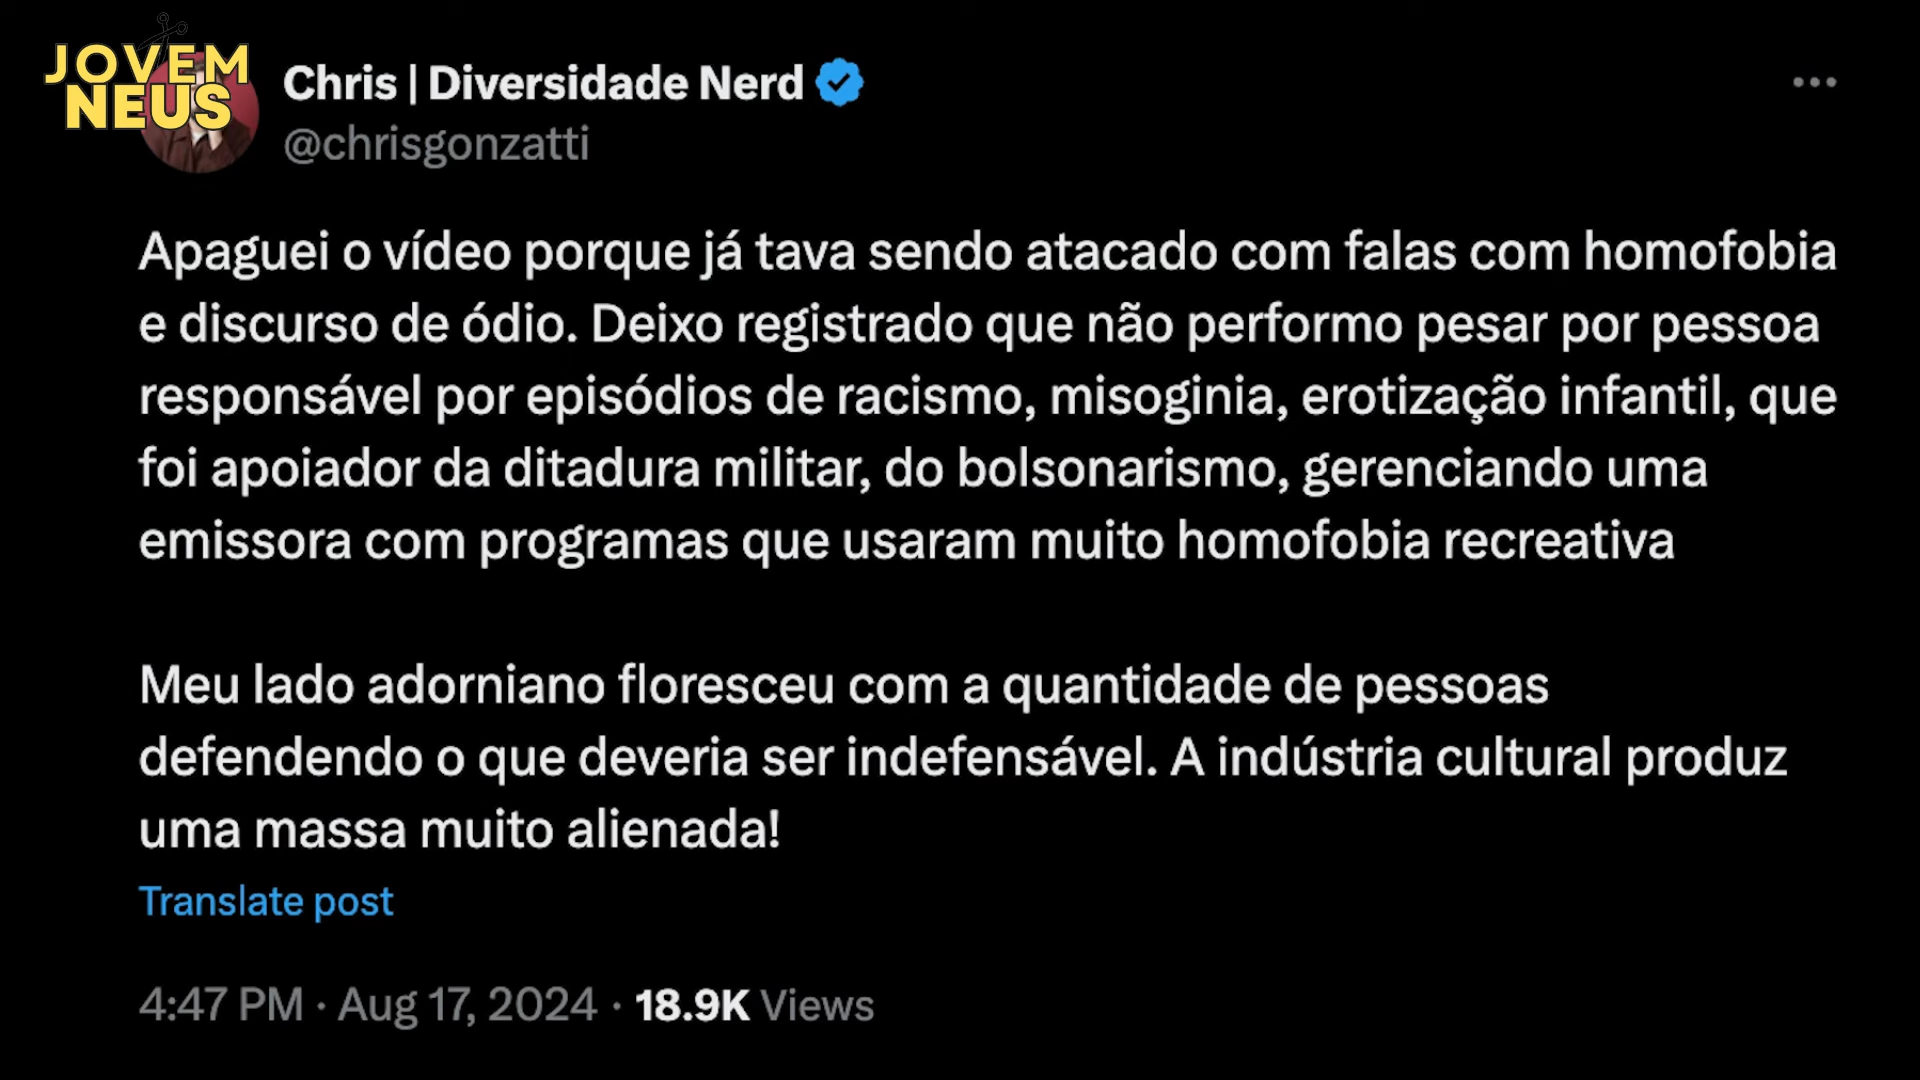 JOVEM
NEUS
Chris | Diversidade Nerd
@chrisgonzatti
Apaguei o vídeo porque já tava sendo atacado com falas com homofobia
e discurso de ódio. Deixo registrado que não performo pesar por pessoa
responsável por episódios de racismo, misoginia, erotização infantil, que
foi apoiador da ditadura militar, do bolsonarismo, gerenciando uma
emissora com programas que usaram muito homofobia recreativa
Meu lado adorniano floresceu com a quantidade de pessoas
defendendo o que deveria ser indefensável. A indústria cultural produz
uma massa muito alienada!
Translate post
4:47 PM · Aug 17, 2024 · 18.9K Views